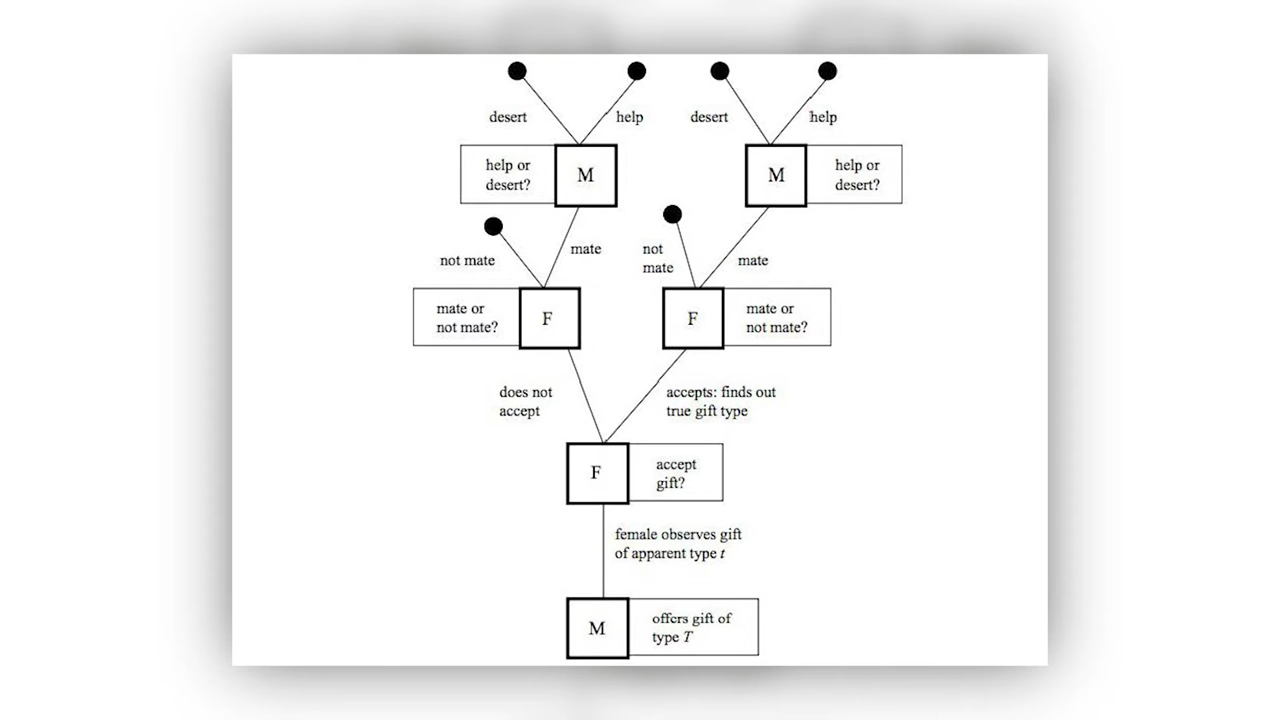 desert
help
desert
help
help or
desert?
M
M
help or
desert?
not mate
mate
not
mate
mate
mate or
not mate?
F
F
mate or
not mate?
does not
accept
accepts: finds out
true gift type
F
accept
gift?
female observes gift
of apparent type t
M
offers gift of
type T